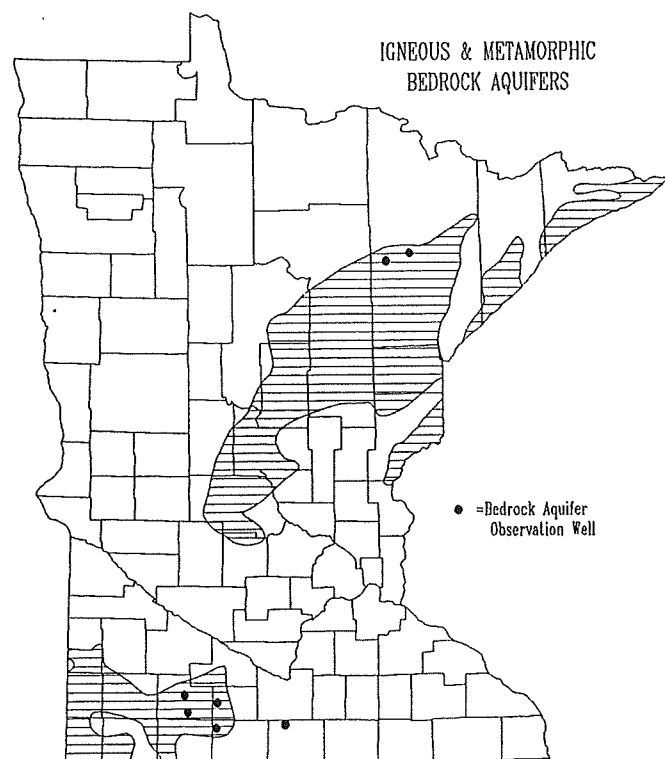 IGNEOUS & METAMORPHIC
BEDROCK AQUIFERS
=Bedrock Aquifer
Observation Well